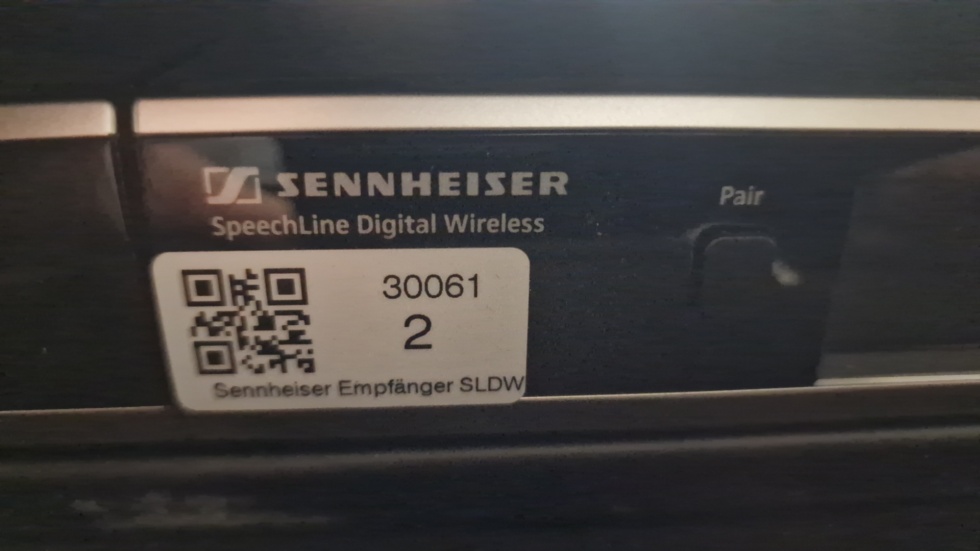 SENNHEISER
SpeechLine Digital Wireless
Pair
30061
2
Sennheiser Empfänger SLDW